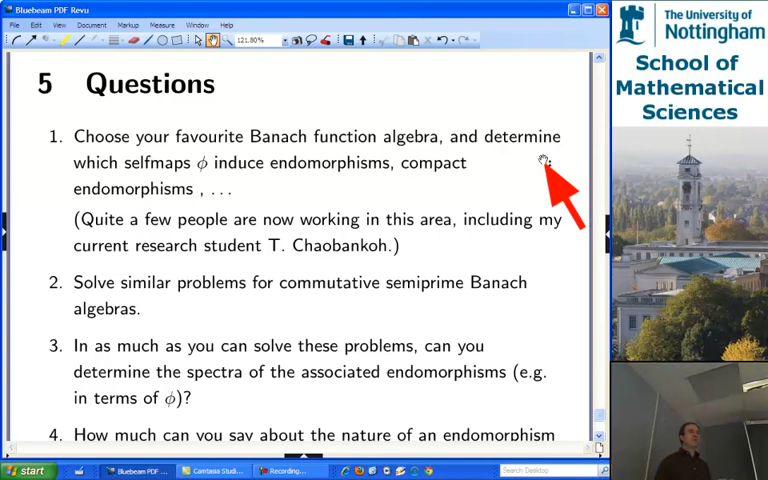 Bluebeam PDF Revu
File Edit View Document Markup Measure Window Help
121.80%
5 Questions
1. Choose your favourite Banach function algebra, and determine
which selfmaps ϕ induce endomorphisms, compact
endomorphisms , ...
(Quite a few people are now working in this area, including my
current research student T. Chaobankoh.)
2. Solve similar problems for commutative semiprime Banach
algebras.
3. In as much as you can solve these problems, can you
determine the spectra of the associated endomorphisms (e.g.
in terms of ϕ)?
4. How much can you say about the nature of an endomorphism
start
Bluebeam PDF ...
Camtasia Studi...
Recording...
Search Desktop
The University of
Nottingham
School of
Mathematical
Sciences